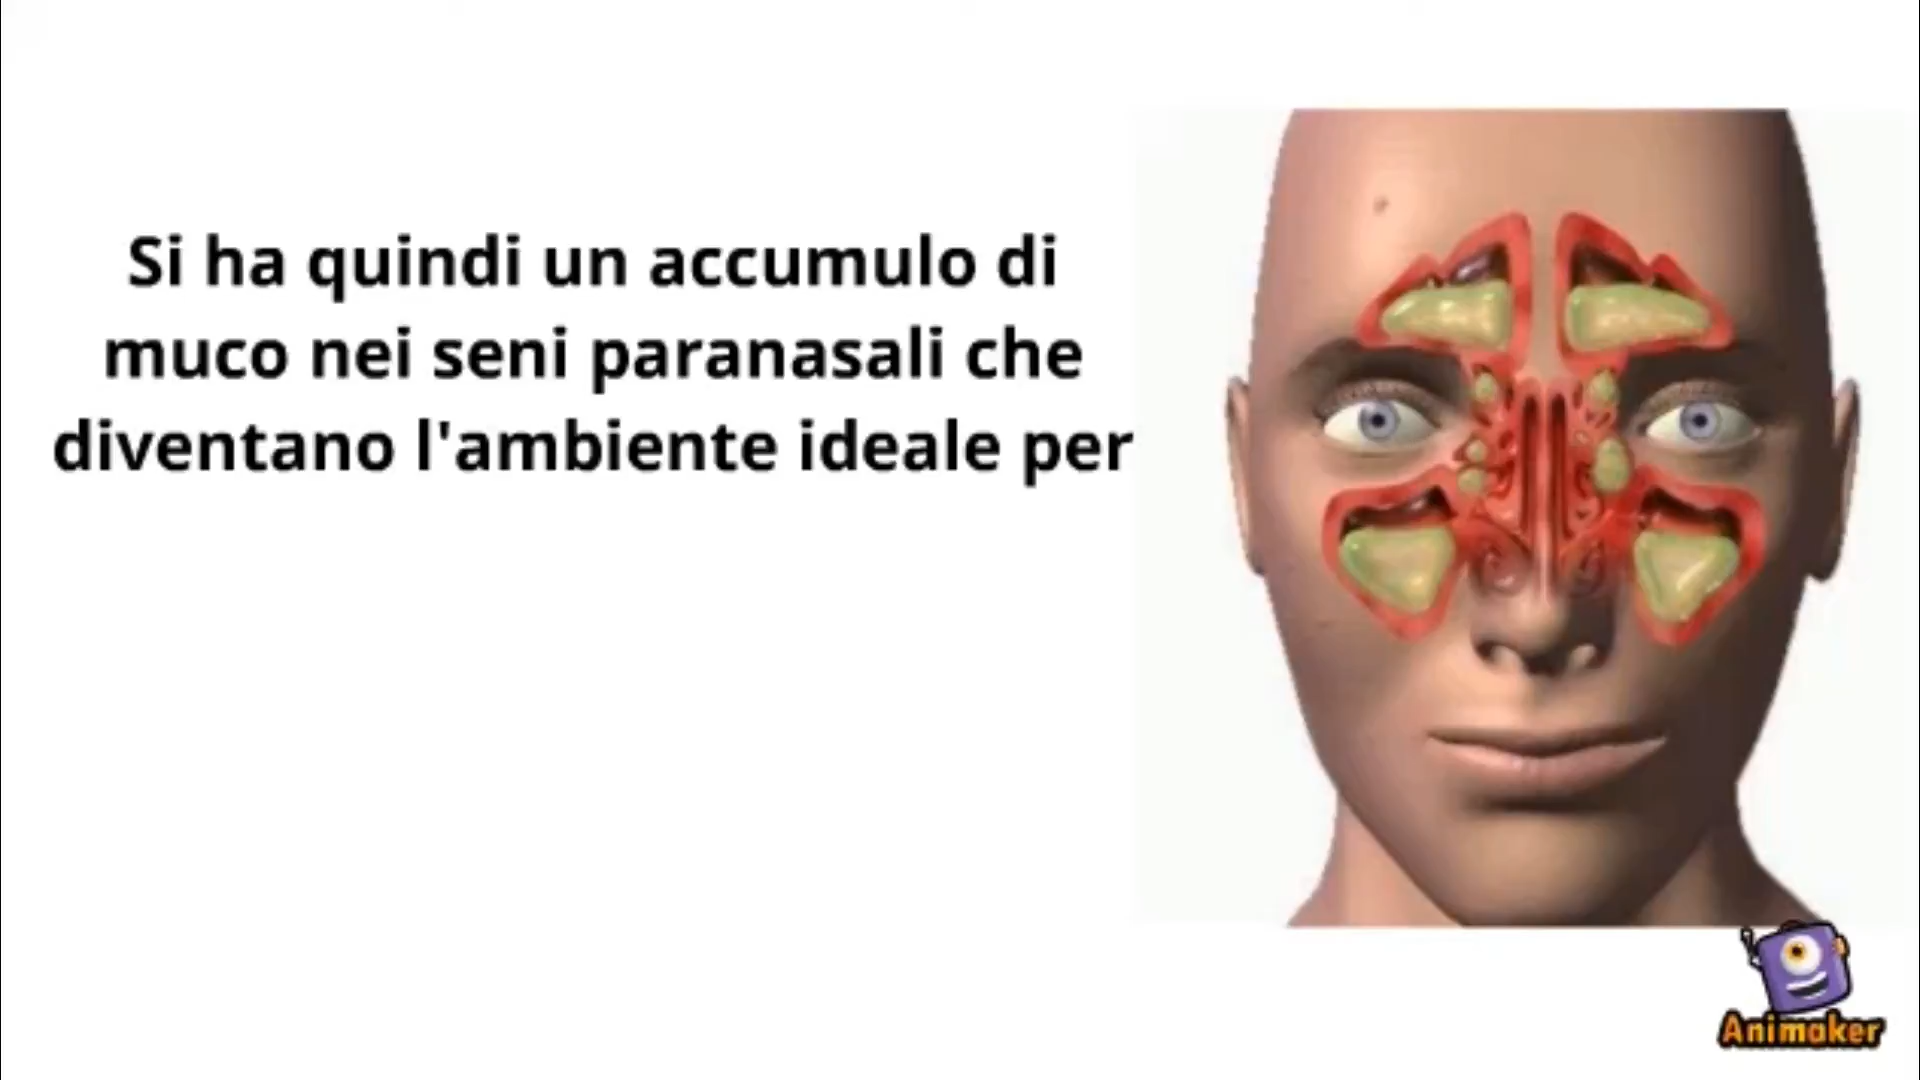 Si ha quindi un accumulo di
muco nei seni paranasali che
diventano l'ambiente ideale per
Animaker